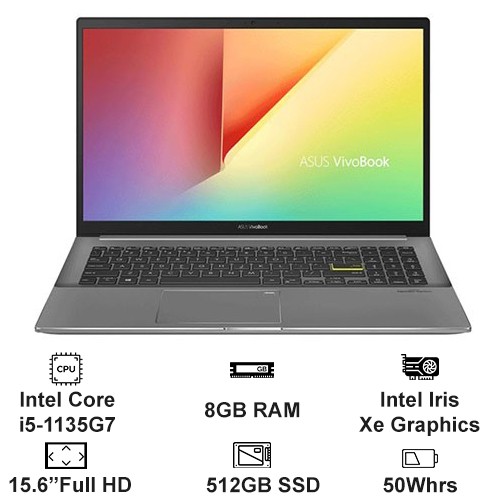 ASUS VivoBook
ASUS VivoBook
CPU
GB
Intel Core
i5-1135G7
8GB RAM
Intel Iris
Xe Graphics
15.6”Full HD
512GB SSD
50Whrs